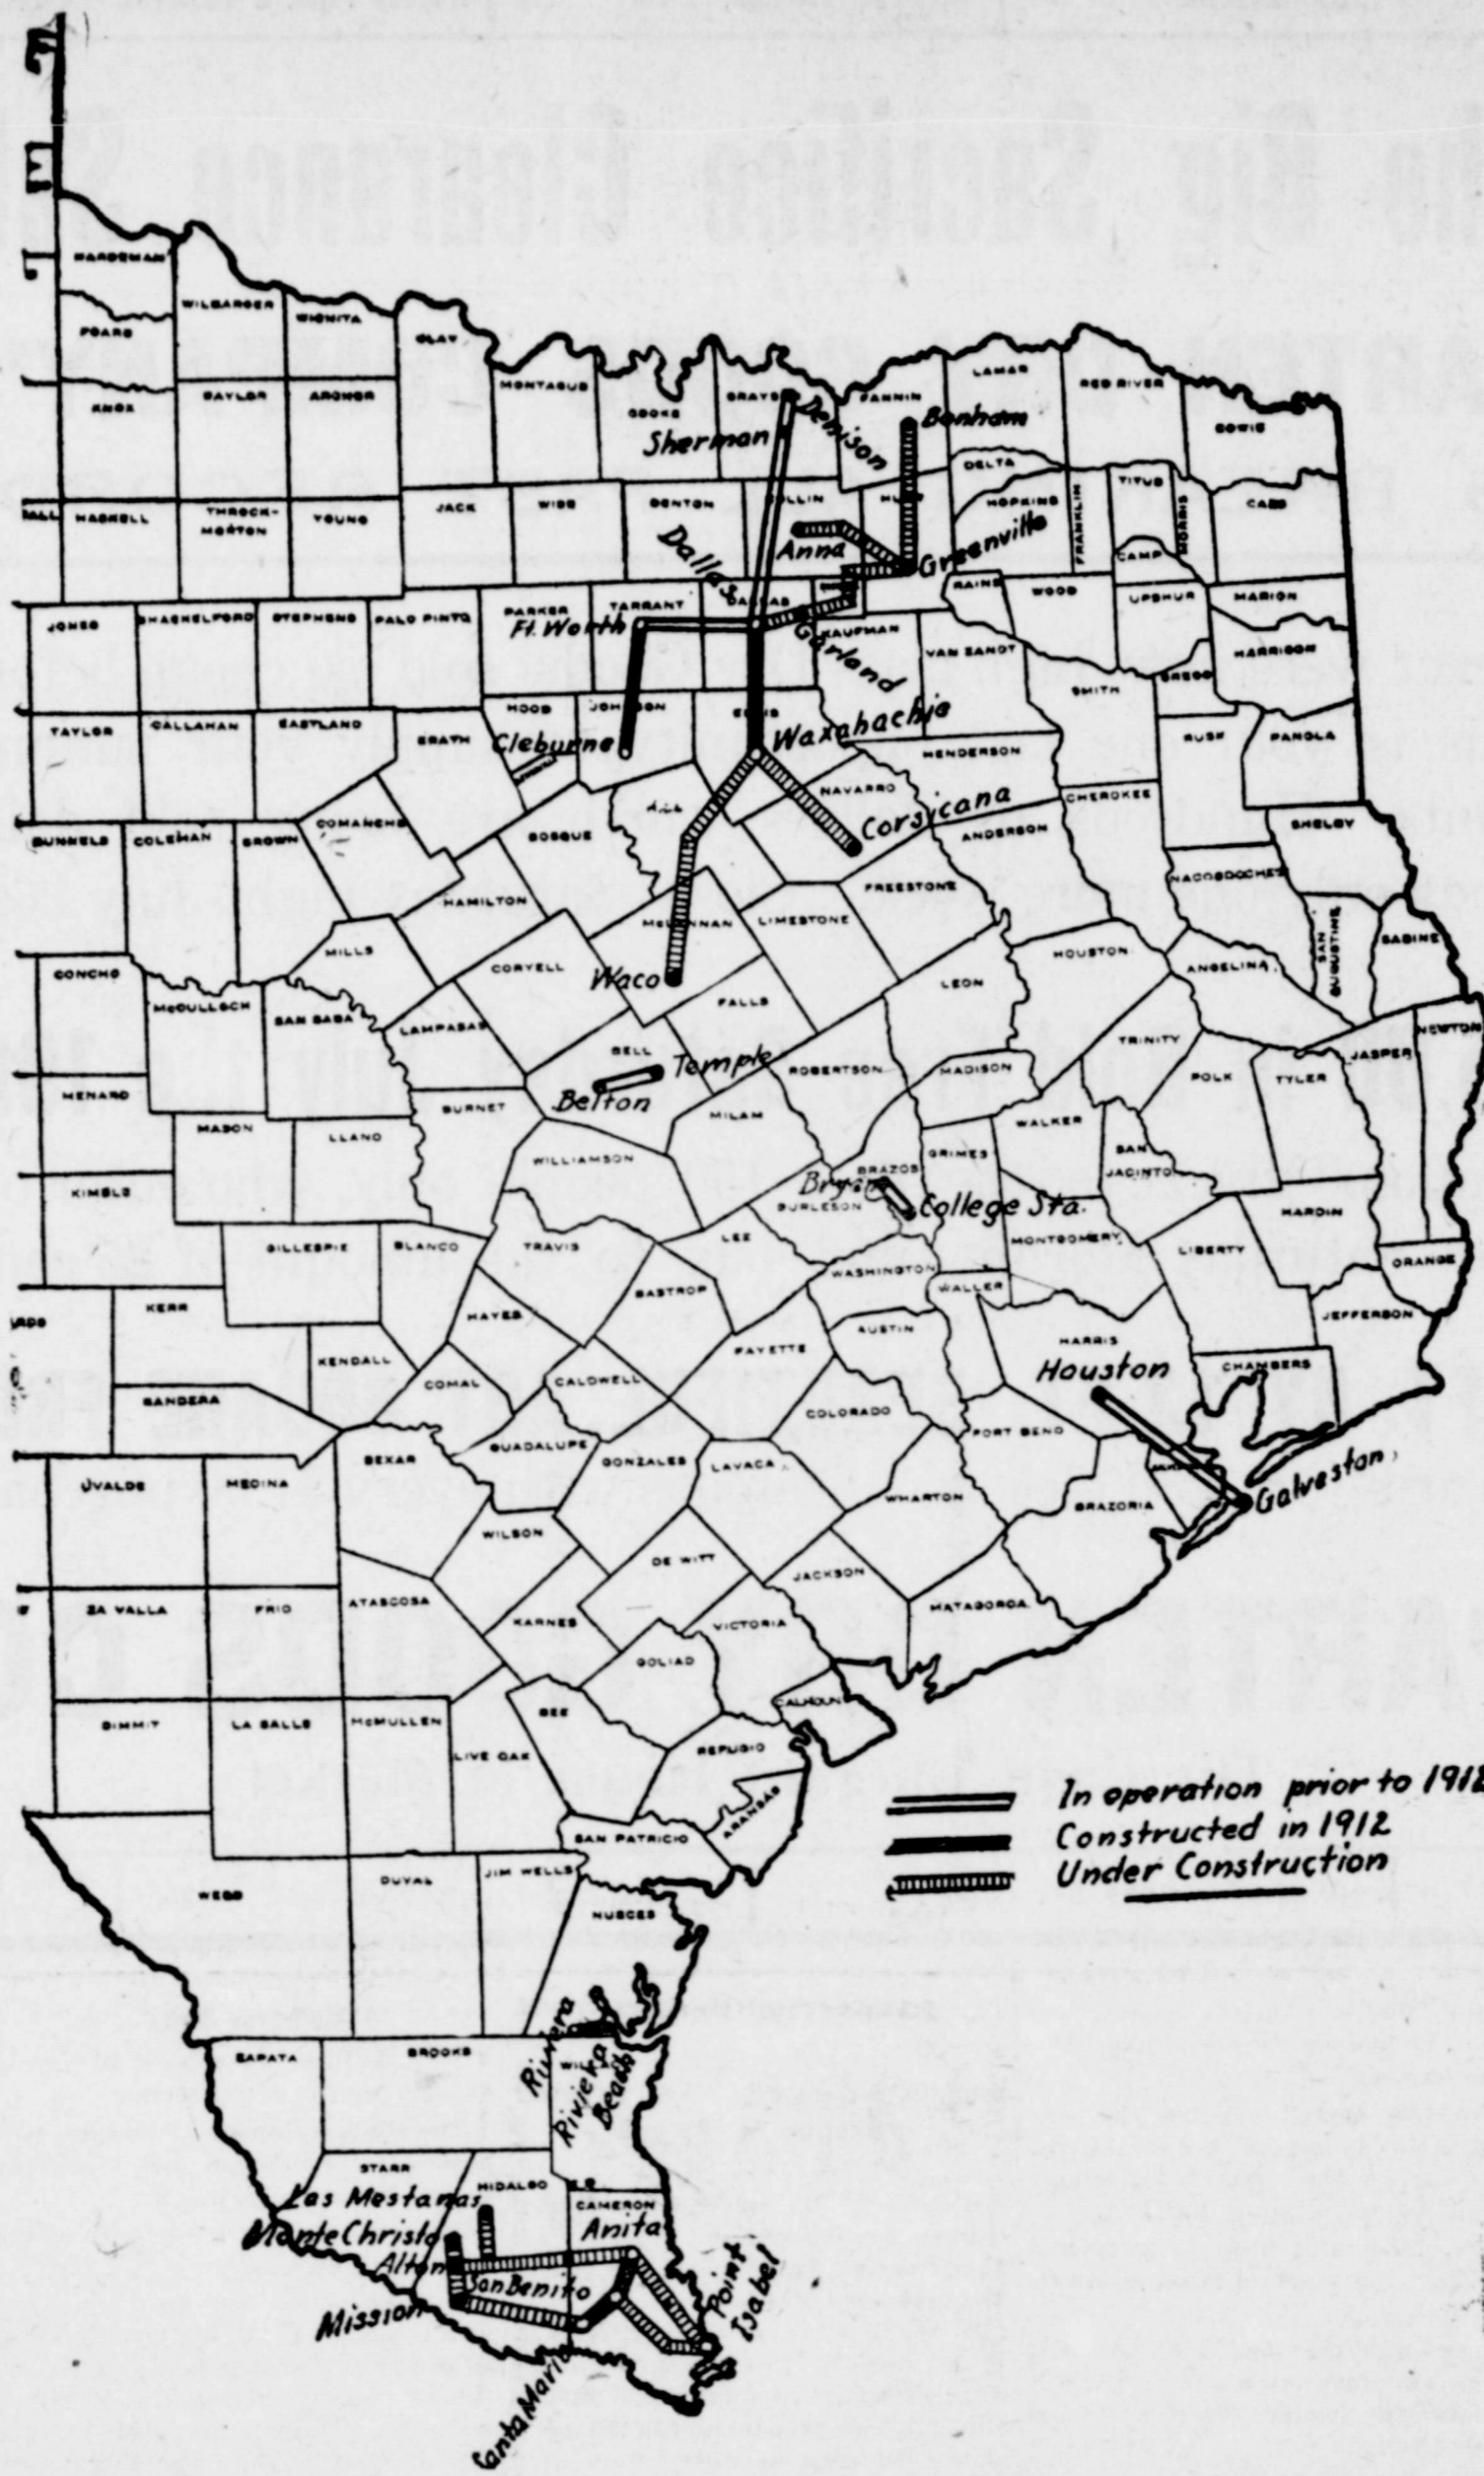 HARDEMAN
WILBARGER
WICHITA
FOARD
CLAY
KNOX
BAYLOR
ARCHER
MONTAGUE
COOKE
GRAYS
FANNIN
LAMAR
RED RIVER
BOWIE
Denison
Bonham
Sherman
HASKELL
THROCK-
MORTON
YOUNG
JACK
WISE
DENTON
COLLIN
HUNT
DELTA
HOPKINS
FRANKLIN
TITUS
MORRIS
CASS
CAMP
Dallas
Anna
Greenville
JONES
SHACKELFORD
STEPHENS
PALO PINTO
PARKER
TARRANT
DALLAS
RAINS
WOOD
UPSHUR
MARION
Ft. Worth
Garland
KAUFMAN
VAN ZANDT
SMITH
GREGG
HARRISON
TAYLOR
CALLAHAN
EASTLAND
ERATH
HOOD
JOHNSON
ELLIS
Cleburne
Waxahachie
HENDERSON
RUSK
PANOLA
RUNNELS
COLEMAN
BROWN
COMANCHE
BOSQUE
HILL
NAVARRO
Corsicana
ANDERSON
CHEROKEE
SHELBY
NACOGDOCHES
HAMILTON
McLENNAN
LIMESTONE
FREESTONE
SAN
AUGUSTINE
SABINE
CONCHO
MILLS
CORYELL
Waco
FALLS
LEON
HOUSTON
ANGELINA
McCULLOCH
SAN SABA
LAMPASAS
BELL
Temple
Belton
ROBERTSON
MADISON
TRINITY
POLK
TYLER
JASPER
NEWTON
MENARD
MASON
LLANO
BURNET
MILAM
WALKER
GRIMES
SAN
JACINTO
KIMBLE
WILLIAMSON
BRAZOS
Bryan
BURLESON
College Sta.
MONTGOMERY
LIBERTY
HARDIN
ORANGE
GILLESPIE
BLANCO
TRAVIS
LEE
WASHINGTON
WALLER
BASTROP
KERR
HAYES
AUSTIN
HARRIS
JEFFERSON
KENDALL
COMAL
CALDWELL
FAYETTE
Houston
CHAMBERS
BANDERA
COLORADO
FORT BEND
BEXAR
GUADALUPE
GONZALES
LAVACA
UVALDE
MEDINA
WHARTON
BRAZORIA
Galveston
WILSON
DE WITT
JACKSON
MATAGORDA
ZA VALLA
FRIO
ATASCOSA
KARNES
VICTORIA
GOLIAD
CALHOUN
DIMMIT
LA SALLE
McMULLEN
LIVE OAK
BEE
REFUGIO
ARANSAS
In operation prior to 1912
Constructed in 1912
Under Construction
SAN PATRICIO
WEBB
DUVAL
JIM WELLS
NUECES
Riviera
Riviera
Beach
ZAPATA
BROOKS
STARR
HIDALGO
CAMERON
Las Mestanas
Anita
Monte Christo
Alton
San Benito
Point
Isabel
Mission
Santa Maria